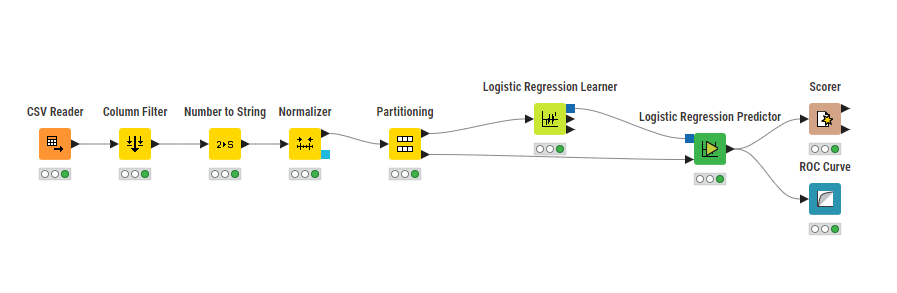 CSV Reader
Column Filter
Number to String
Normalizer
Partitioning
Logistic Regression Learner
Logistic Regression Predictor
Scorer
ROC Curve
2▸S